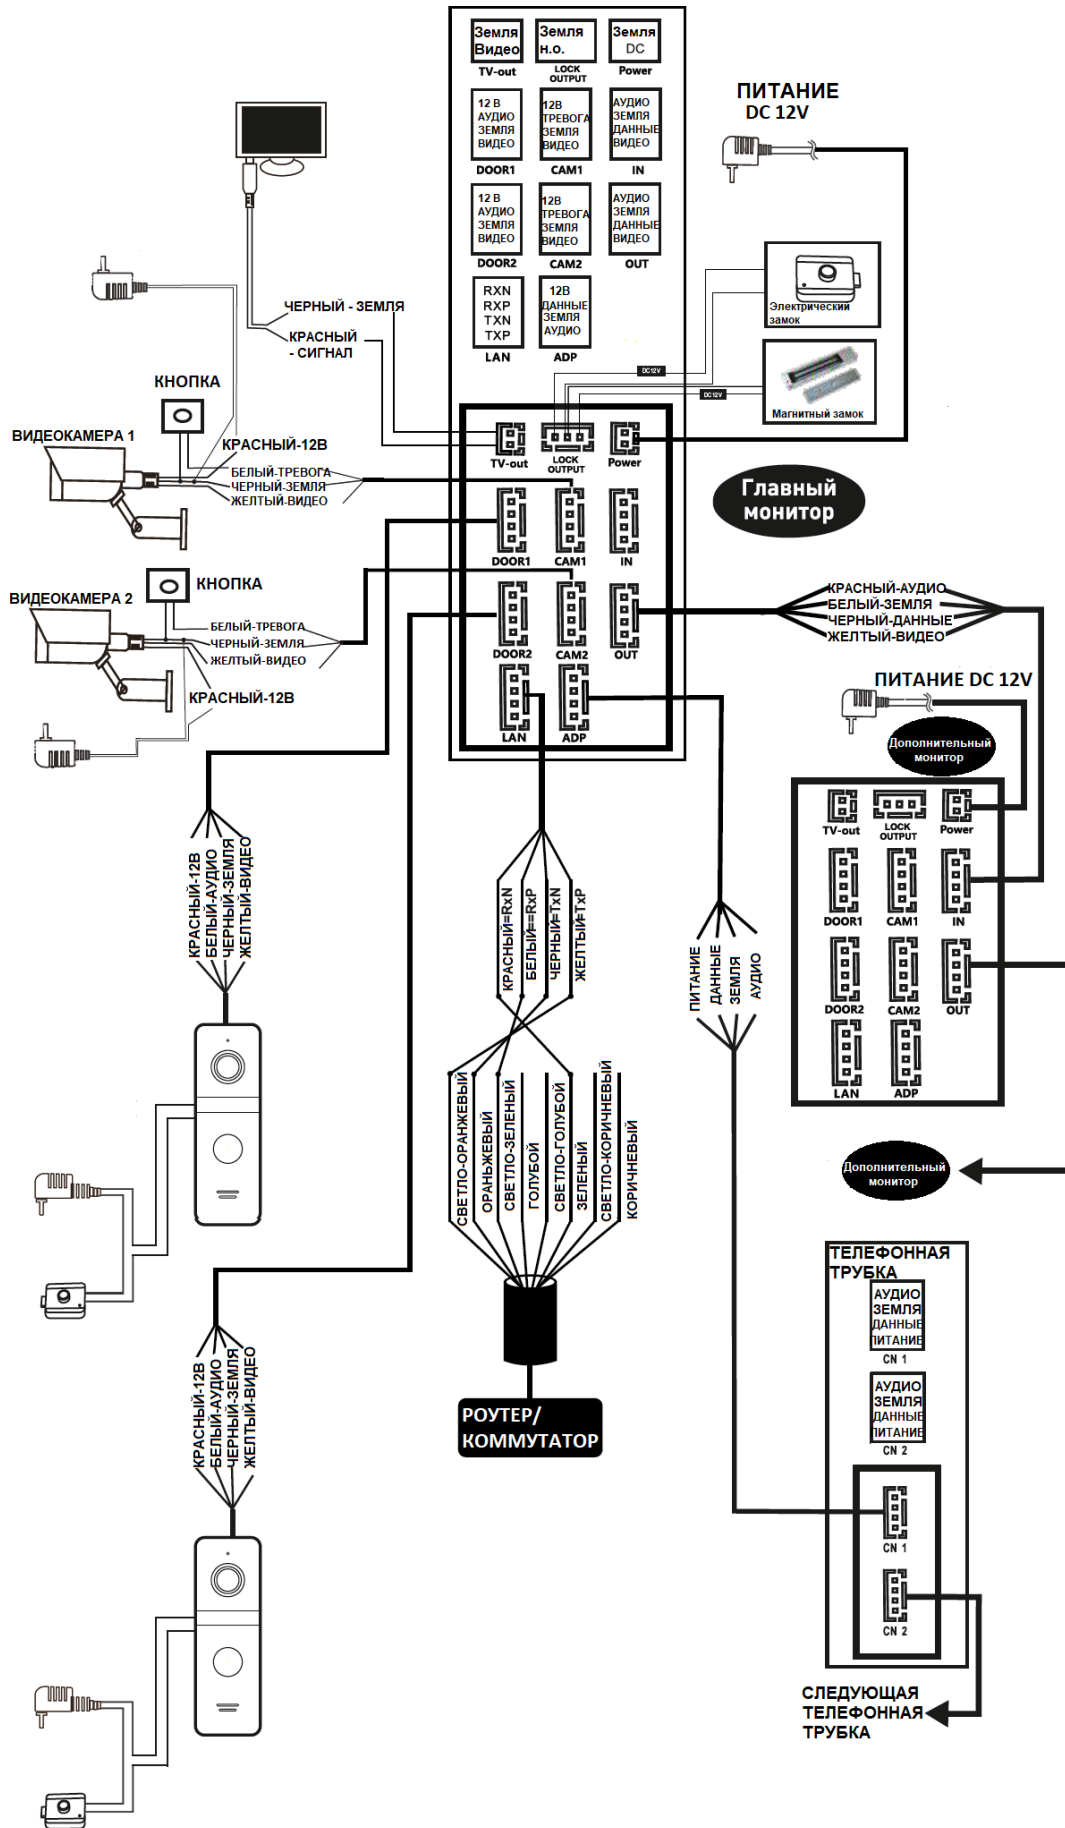 Земля
Видео
TV-out
Земля
н.о.
LOCK
OUTPUT
Земля
DC
Power
12 В
АУДИО
ЗЕМЛЯ
ВИДЕО
DOOR1
12В
ТРЕВОГА
ЗЕМЛЯ
ВИДЕО
CAM1
АУДИО
ЗЕМЛЯ
ДАННЫЕ
ВИДЕО
IN
12 В
АУДИО
ЗЕМЛЯ
ВИДЕО
DOOR2
12В
ТРЕВОГА
ЗЕМЛЯ
ВИДЕО
CAM2
АУДИО
ЗЕМЛЯ
ДАННЫЕ
ВИДЕО
OUT
RXN
RXP
TXN
TXP
LAN
12В
ДАННЫЕ
ЗЕМЛЯ
АУДИО
ADP
ПИТАНИЕ
DC 12V
Электрический
замок
DC12V
DC12V
Магнитный замок
ЧЕРНЫЙ - ЗЕМЛЯ
КРАСНЫЙ
- СИГНАЛ
КНОПКА
ВИДЕОКАМЕРА 1
КРАСНЫЙ-12В
БЕЛЫЙ-ТРЕВОГА
ЧЕРНЫЙ-ЗЕМЛЯ
ЖЕЛТЫЙ-ВИДЕО
TV-out
LOCK
OUTPUT
Power
DOOR1
CAM1
IN
DOOR2
CAM2
OUT
LAN
ADP
Главный
монитор
КНОПКА
ВИДЕОКАМЕРА 2
БЕЛЫЙ-ТРЕВОГА
ЧЕРНЫЙ-ЗЕМЛЯ
ЖЕЛТЫЙ-ВИДЕО
КРАСНЫЙ-12В
КРАСНЫЙ-АУДИО
БЕЛЫЙ-ЗЕМЛЯ
ЧЕРНЫЙ-ДАННЫЕ
ЖЕЛТЫЙ-ВИДЕО
ПИТАНИЕ DC 12V
Дополнительный
монитор
TV-out
LOCK
OUTPUT
Power
DOOR1
CAM1
IN
DOOR2
CAM2
OUT
LAN
ADP
КРАСНЫЙ-12В
БЕЛЫЙ-АУДИО
ЧЕРНЫЙ-ЗЕМЛЯ
ЖЕЛТЫЙ-ВИДЕО
КРАСНЫЙ=RxN
БЕЛЫЙ==RxP
ЧЕРНЫЙ=TxN
ЖЕЛТЫЙ=TxP
ПИТАНИЕ
ДАННЫЕ
ЗЕМЛЯ
АУДИО
СВЕТЛО-ОРАНЖЕВЫЙ
ОРАНЬЖЕВЫЙ
СВЕТЛО-ЗЕЛЕНЫЙ
ГОЛУБОЙ
СВЕТЛО-ГОЛУБОЙ
ЗЕЛЕНЫЙ
СВЕТЛО-КОРИЧНЕВЫЙ
КОРИЧНЕВЫЙ
Дополнительный
монитор
ТЕЛЕФОННАЯ
ТРУБКА
АУДИО
ЗЕМЛЯ
ДАННЫЕ
ПИТАНИЕ
CN 1
АУДИО
ЗЕМЛЯ
ДАННЫЕ
ПИТАНИЕ
CN 2
CN 1
CN 2
КРАСНЫЙ-12В
БЕЛЫЙ-АУДИО
ЧЕРНЫЙ-ЗЕМЛЯ
ЖЕЛТЫЙ-ВИДЕО
РОУТЕР/
КОММУТАТОР
СЛЕДУЮЩАЯ
ТЕЛЕФОННАЯ
ТРУБКА